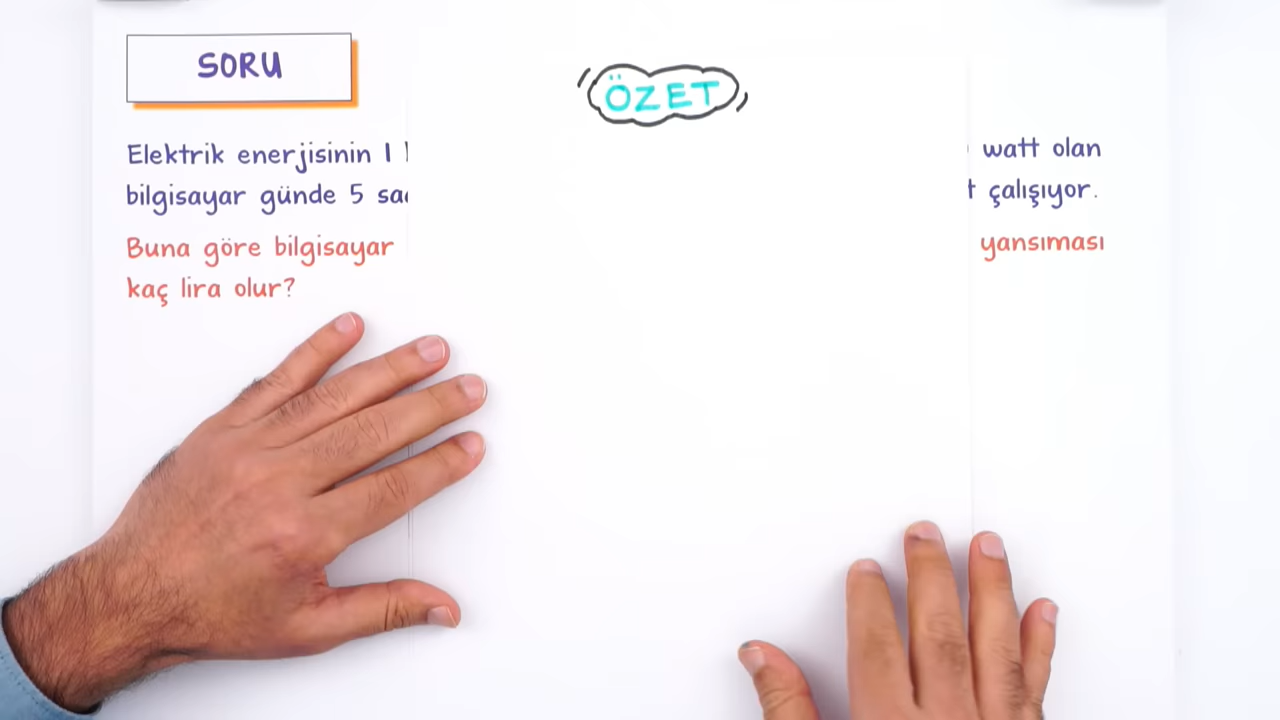 SORU
ÖZET
Elektrik enerjisinin 1 watt olan
bilgisayar günde 5 çalışıyor.
Buna göre bilgisayar yansıması
kaç lira olur?